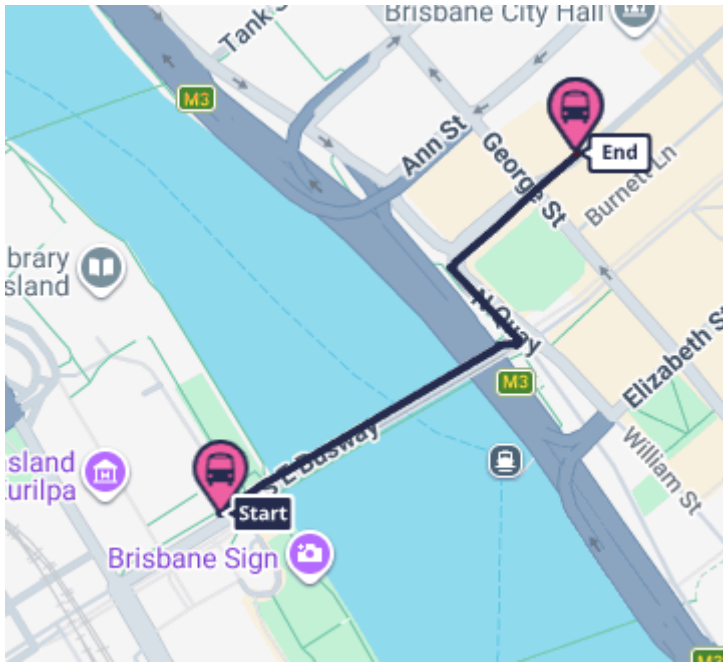 Brisbane City Hall
Tank S
M3
Ann St
George St
End
Burnett Ln
brary
sland
N Quay
M3
Elizabeth St
William St
S E Busway
sland
urilpa
Start
Brisbane Sign
M3